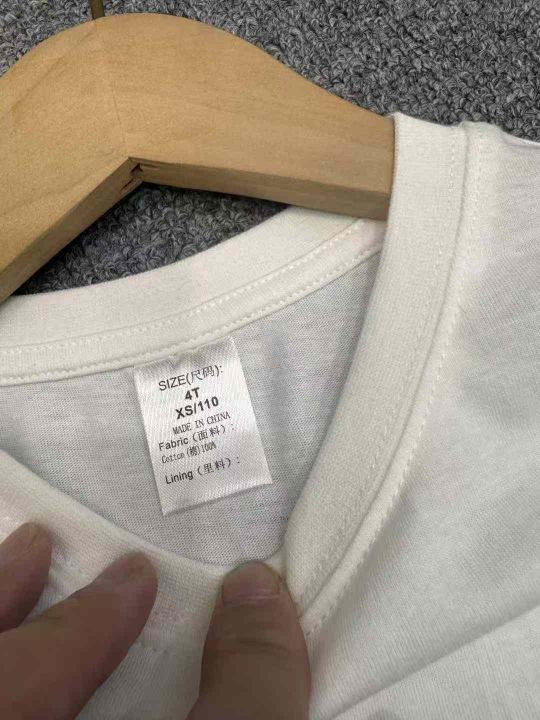 SIZE(尺码):
4T
XS/110
MADE IN CHINA
Fabric（面料）:
Cotton(棉)100%
Lining（里料）: